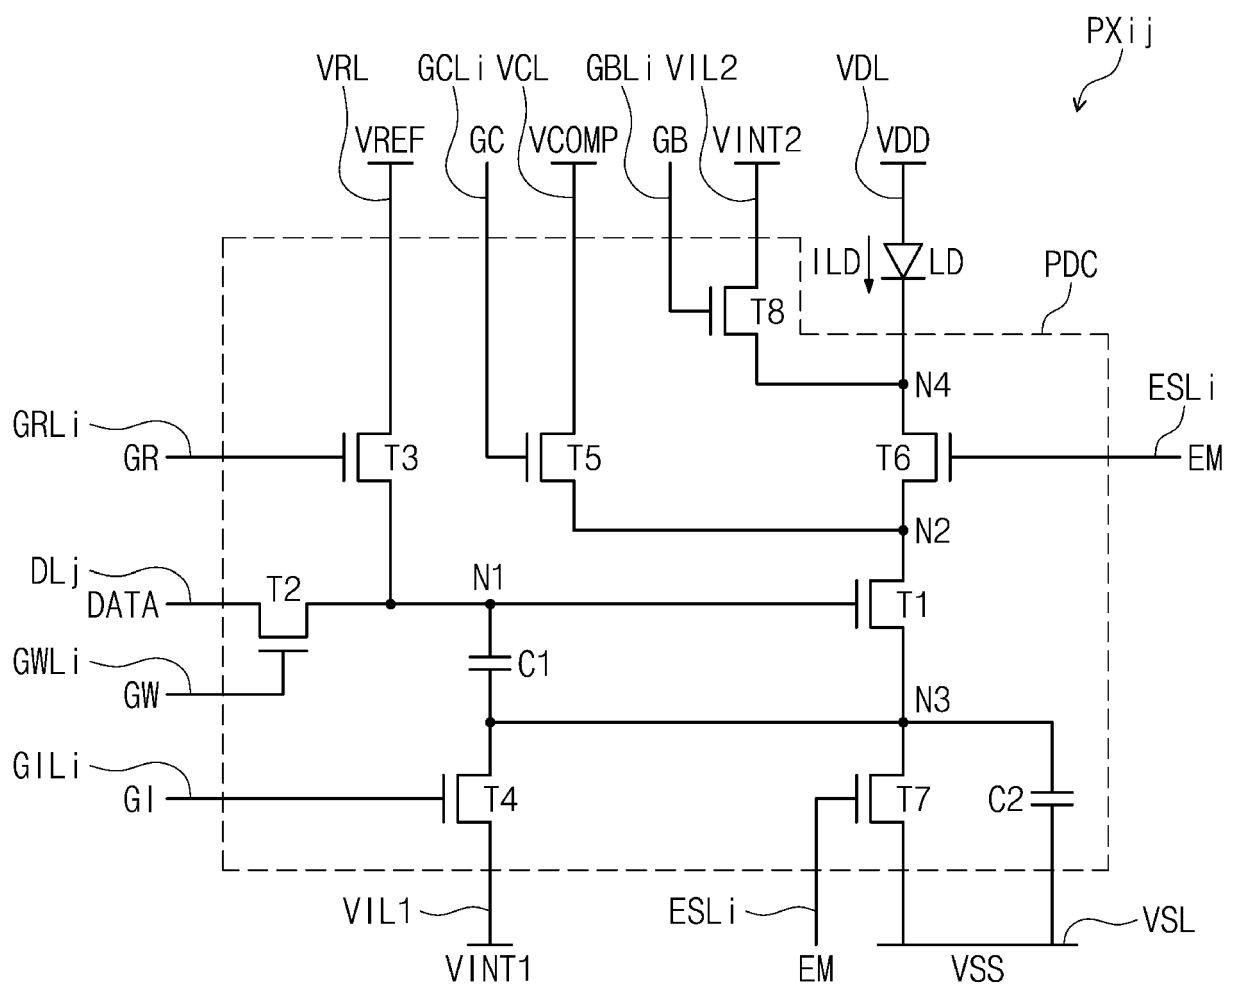 PXij
VRL GCLi VCL GBLi VIL2 VDL
VREF GC VCOMP GB VINT2 VDD
ILD LD PDC
T8
N4
ESLi
GRLi
GR T3 T5 T6 EM
N2
DLj
DATA T2 N1 T1
GWLi
GW C1
N3
GILi
GI T4 T7 C2
VIL1 ESLi VSL
VINT1 EM VSS